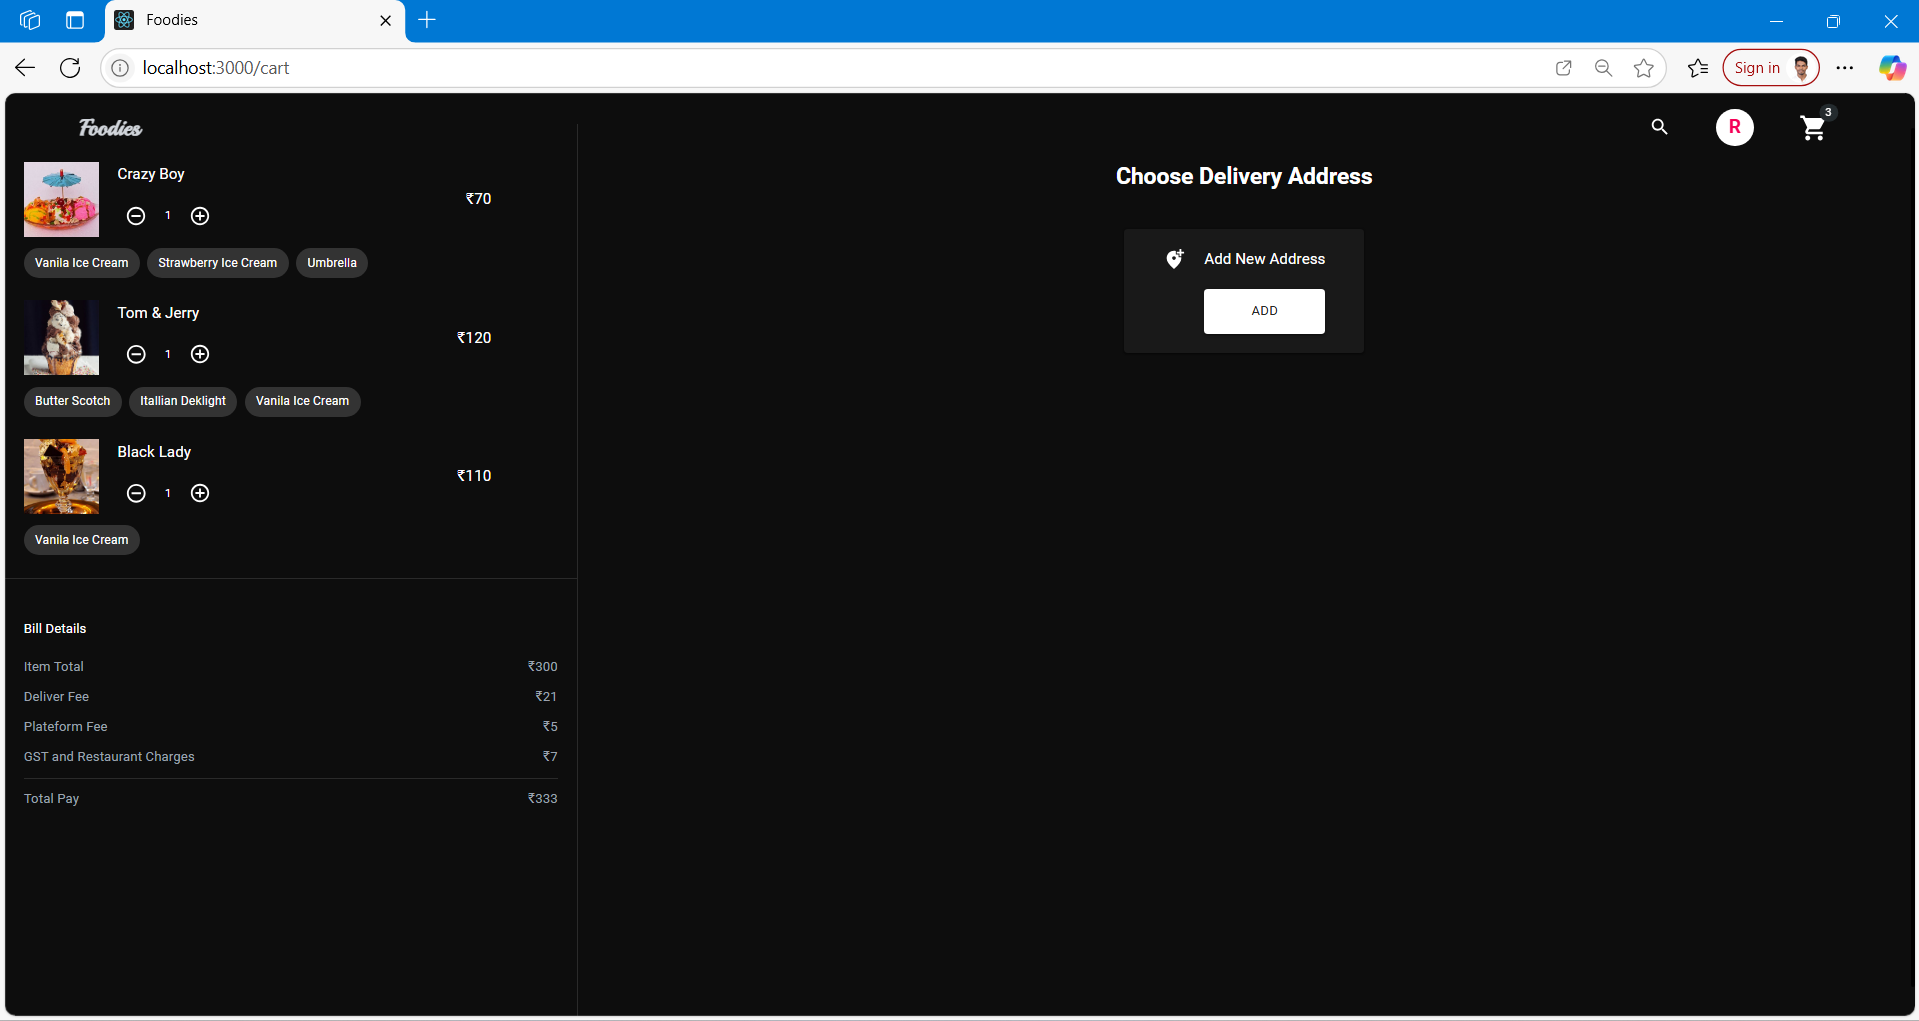 Foodies
localhost:3000/cart
Sign in
Foodies
R
3
Crazy Boy
1
₹70
Vanila Ice Cream Strawberry Ice Cream Umbrella
Tom & Jerry
1
₹120
Butter Scotch Itallian Deklight Vanila Ice Cream
Black Lady
1
₹110
Vanila Ice Cream
Bill Details
Item Total ₹300
Deliver Fee ₹21
Plateform Fee ₹5
GST and Restaurant Charges ₹7
Total Pay ₹333
Choose Delivery Address
Add New Address
ADD